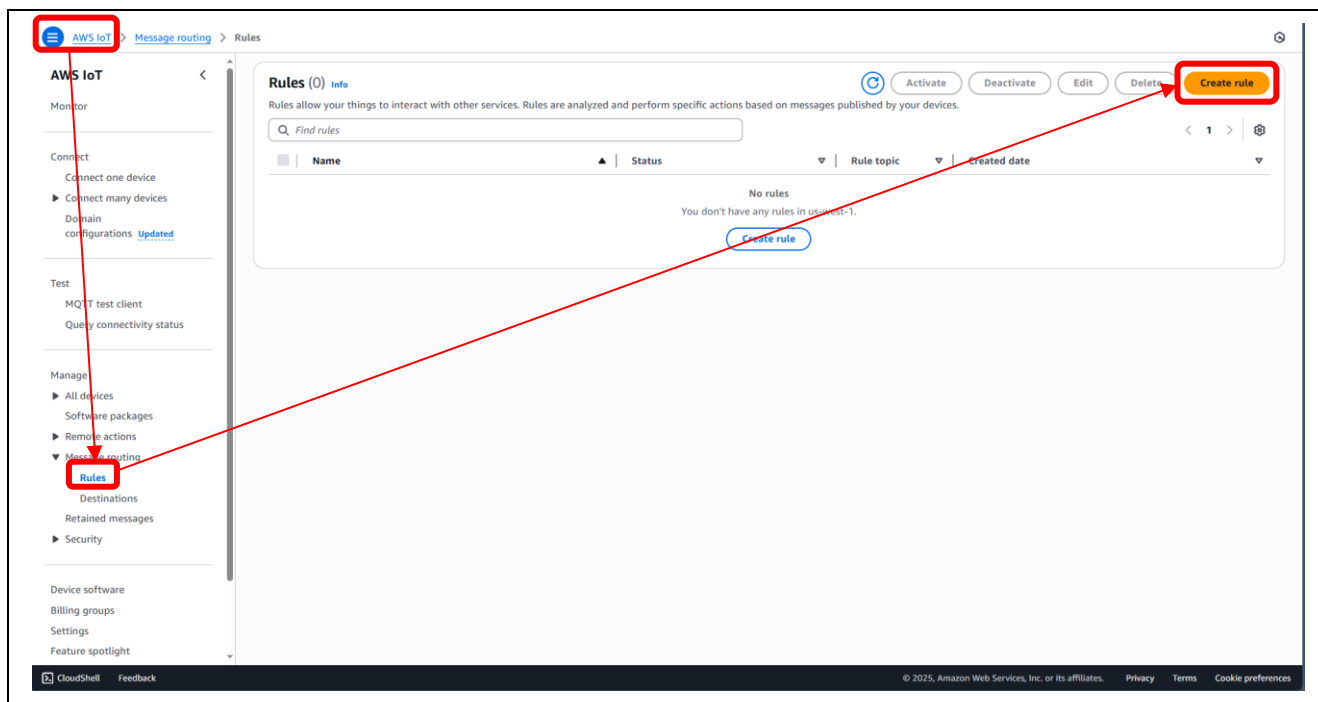 AWS IoT > Message routing > Rules
AWS IoT
Monitor
Connect
Connect one device
Connect many devices
Domain
configurations Updated
Test
MQTT test client
Query connectivity status
Manage
All devices
Software packages
Remote actions
Message routing
Rules
Destinations
Retained messages
Security
Device software
Billing groups
Settings
Feature spotlight
Rules (0) Info
Activate Deactivate Edit Delete Create rule
Rules allow your things to interact with other services. Rules are analyzed and perform specific actions based on messages published by your devices.
Find rules
1
Name Status Rule topic Created date
No rules
You don't have any rules in us-west-1.
Create rule
CloudShell Feedback © 2025, Amazon Web Services, Inc. or its affiliates. Privacy Terms Cookie preferences